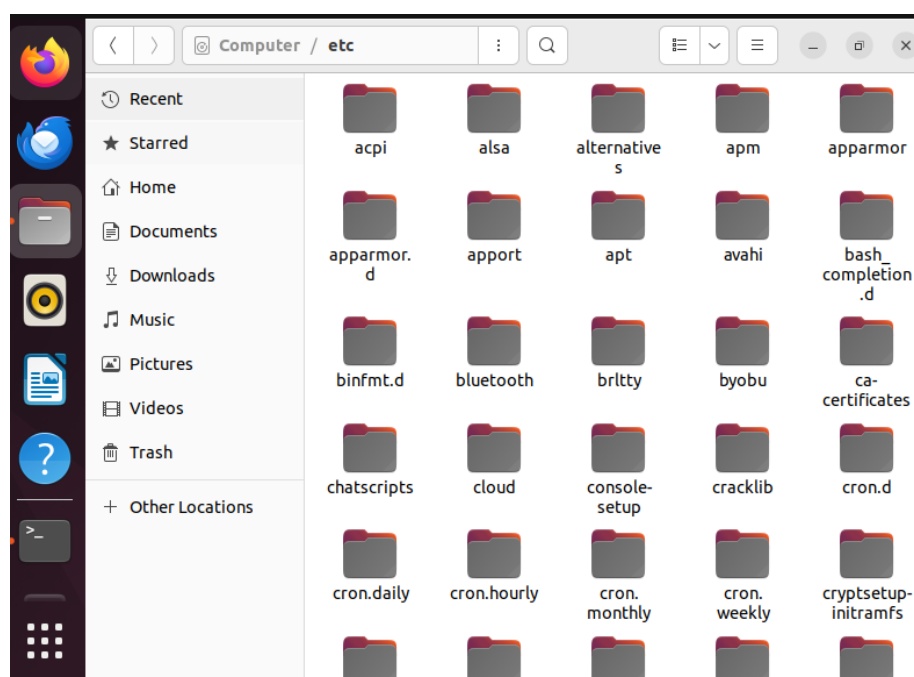 Computer / etc
Recent
Starred
Home
Documents
Downloads
Music
Pictures
Videos
Trash
+ Other Locations
acpi
alsa
alternative
s
apm
apparmor
apparmor.
d
apport
apt
avahi
bash_
completion
.d
binfmt.d
bluetooth
brltty
byobu
ca-
certificates
chatscripts
cloud
console-
setup
cracklib
cron.d
cron.daily
cron.hourly
cron.
monthly
cron.
weekly
cryptsetup-
initramfs
?
>_